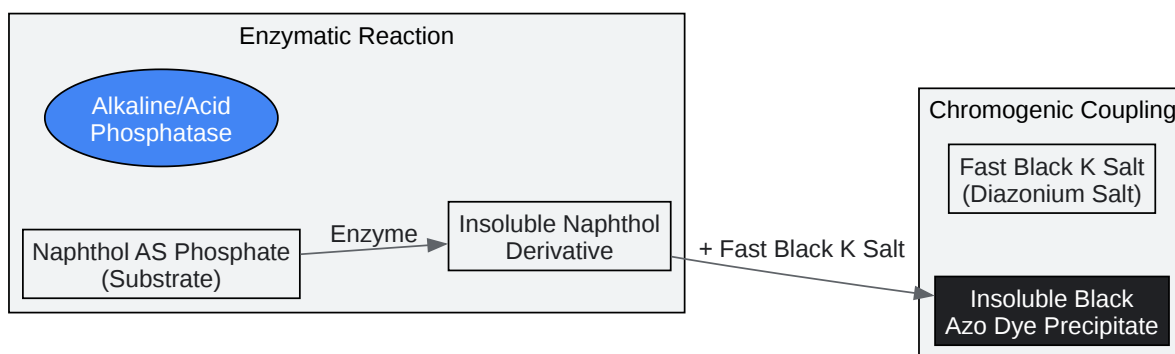 Enzymatic Reaction
Alkaline/Acid
Phosphatase
Naphthol AS Phosphate
(Substrate)
Enzyme
Insoluble Naphthol
Derivative
+ Fast Black K Salt
Chromogenic Coupling
Fast Black K Salt
(Diazonium Salt)
Insoluble Black
Azo Dye Precipitate